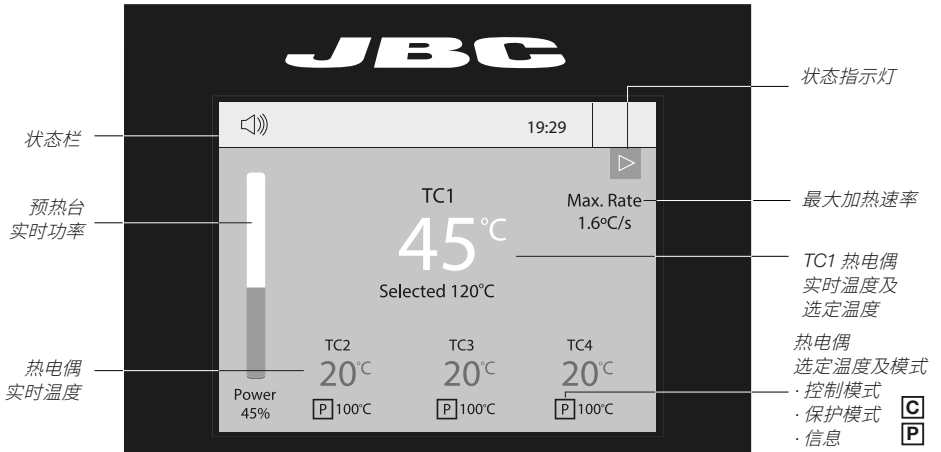 JBC
状态栏
预热台
实时功率
热电偶
实时温度
19:29
TC1
45°C
Selected 120°C
Max. Rate
1.6ºC/s
TC2
20°C
P 100°C
TC3
20°C
P 100°C
TC4
20°C
P 100°C
Power
45%
状态指示灯
最大加热速率
TC1 热电偶
实时温度及
选定温度
热电偶
选定温度及模式
· 控制模式
· 保护模式 C
· 信息 P